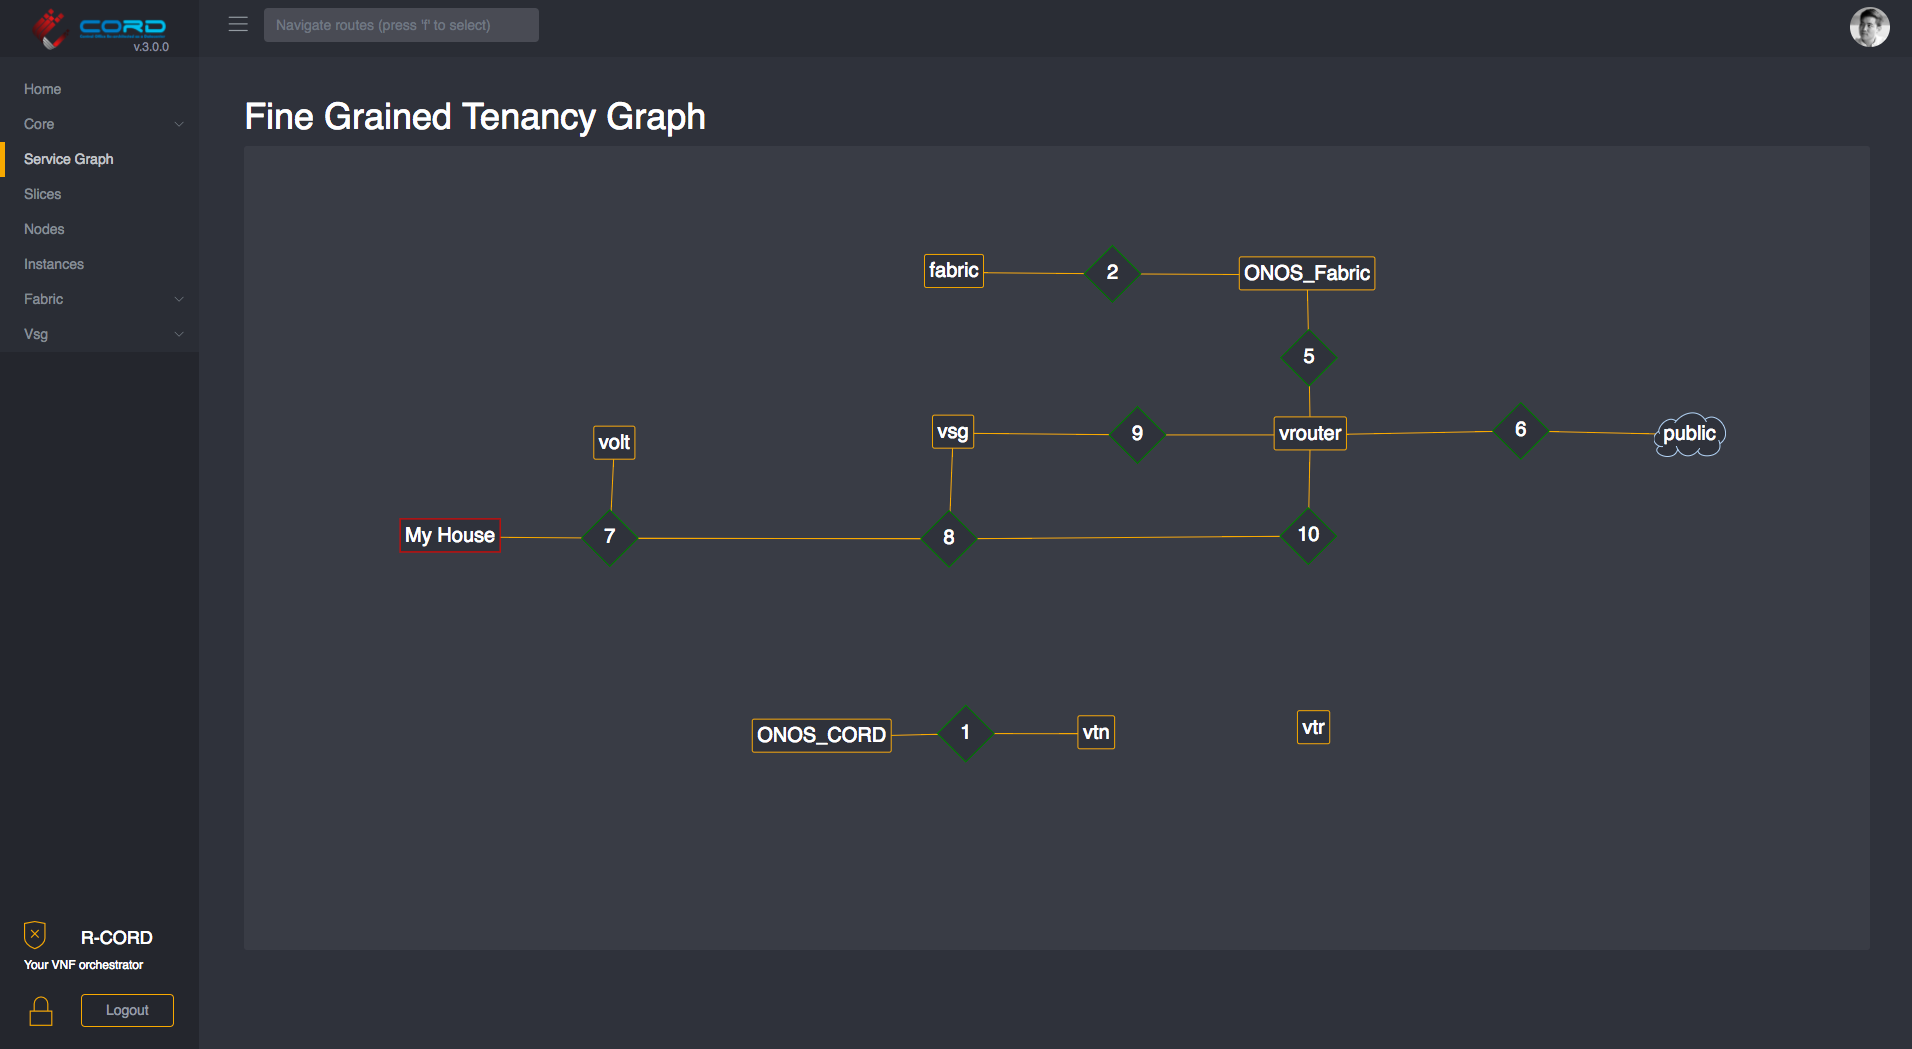 CORD
v.3.0.0
Navigate routes (press 'f' to select)
Home
Core
Service Graph
Slices
Nodes
Instances
Fabric
Vsg
Fine Grained Tenancy Graph
fabric
2
ONOS_Fabric
5
volt
vsg
9
vrouter
6
public
My House
7
8
10
ONOS_CORD
1
vtn
vtr
R-CORD
Your VNF orchestrator
Logout